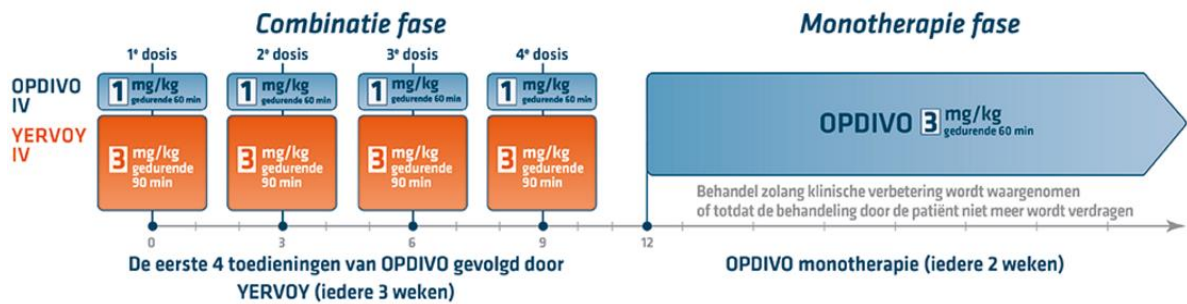 Combinatie fase
Monotherapie fase
1e dosis
2e dosis
3e dosis
4e dosis
OPDIVO
IV
1 mg/kg
gedurende 60 min
1 mg/kg
gedurende 60 min
1 mg/kg
gedurende 60 min
1 mg/kg
gedurende 60 min
YERVOY
IV
3 mg/kg
gedurende
90 min
3 mg/kg
gedurende
90 min
3 mg/kg
gedurende
90 min
3 mg/kg
gedurende
90 min
OPDIVO 3 mg/kg
gedurende 60 min
Behandel zolang klinische verbetering wordt waargenomen
of totdat de behandeling door de patiënt niet meer wordt verdragen
0
3
6
9
12
De eerste 4 toedieningen van OPDIVO gevolgd door
YERVOY (iedere 3 weken)
OPDIVO monotherapie (iedere 2 weken)